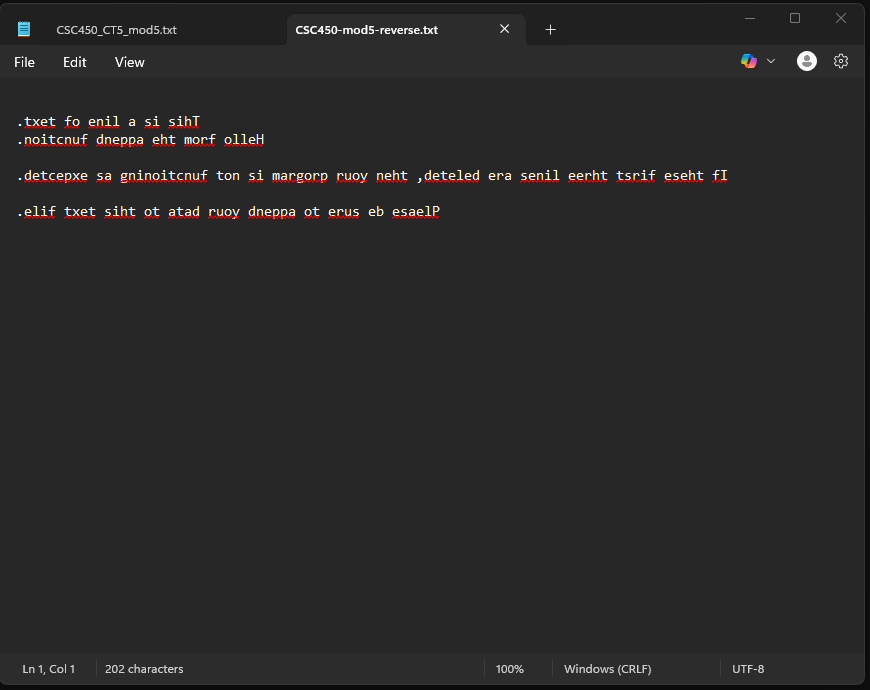 CSC450_CT5_mod5.txt
CSC450-mod5-reverse.txt
File Edit View
.txet fo enil a si sihT
.noitcnuf dneppa eht morf olleH
.detcepxe sa gninoitcnuf ton si margorp ruoy neht ,deteled era senil eerht tsrif eseht fI
.elif txet siht ot atad ruoy dneppa ot erus eb esaelP
Ln 1, Col 1 202 characters 100% Windows (CRLF) UTF-8